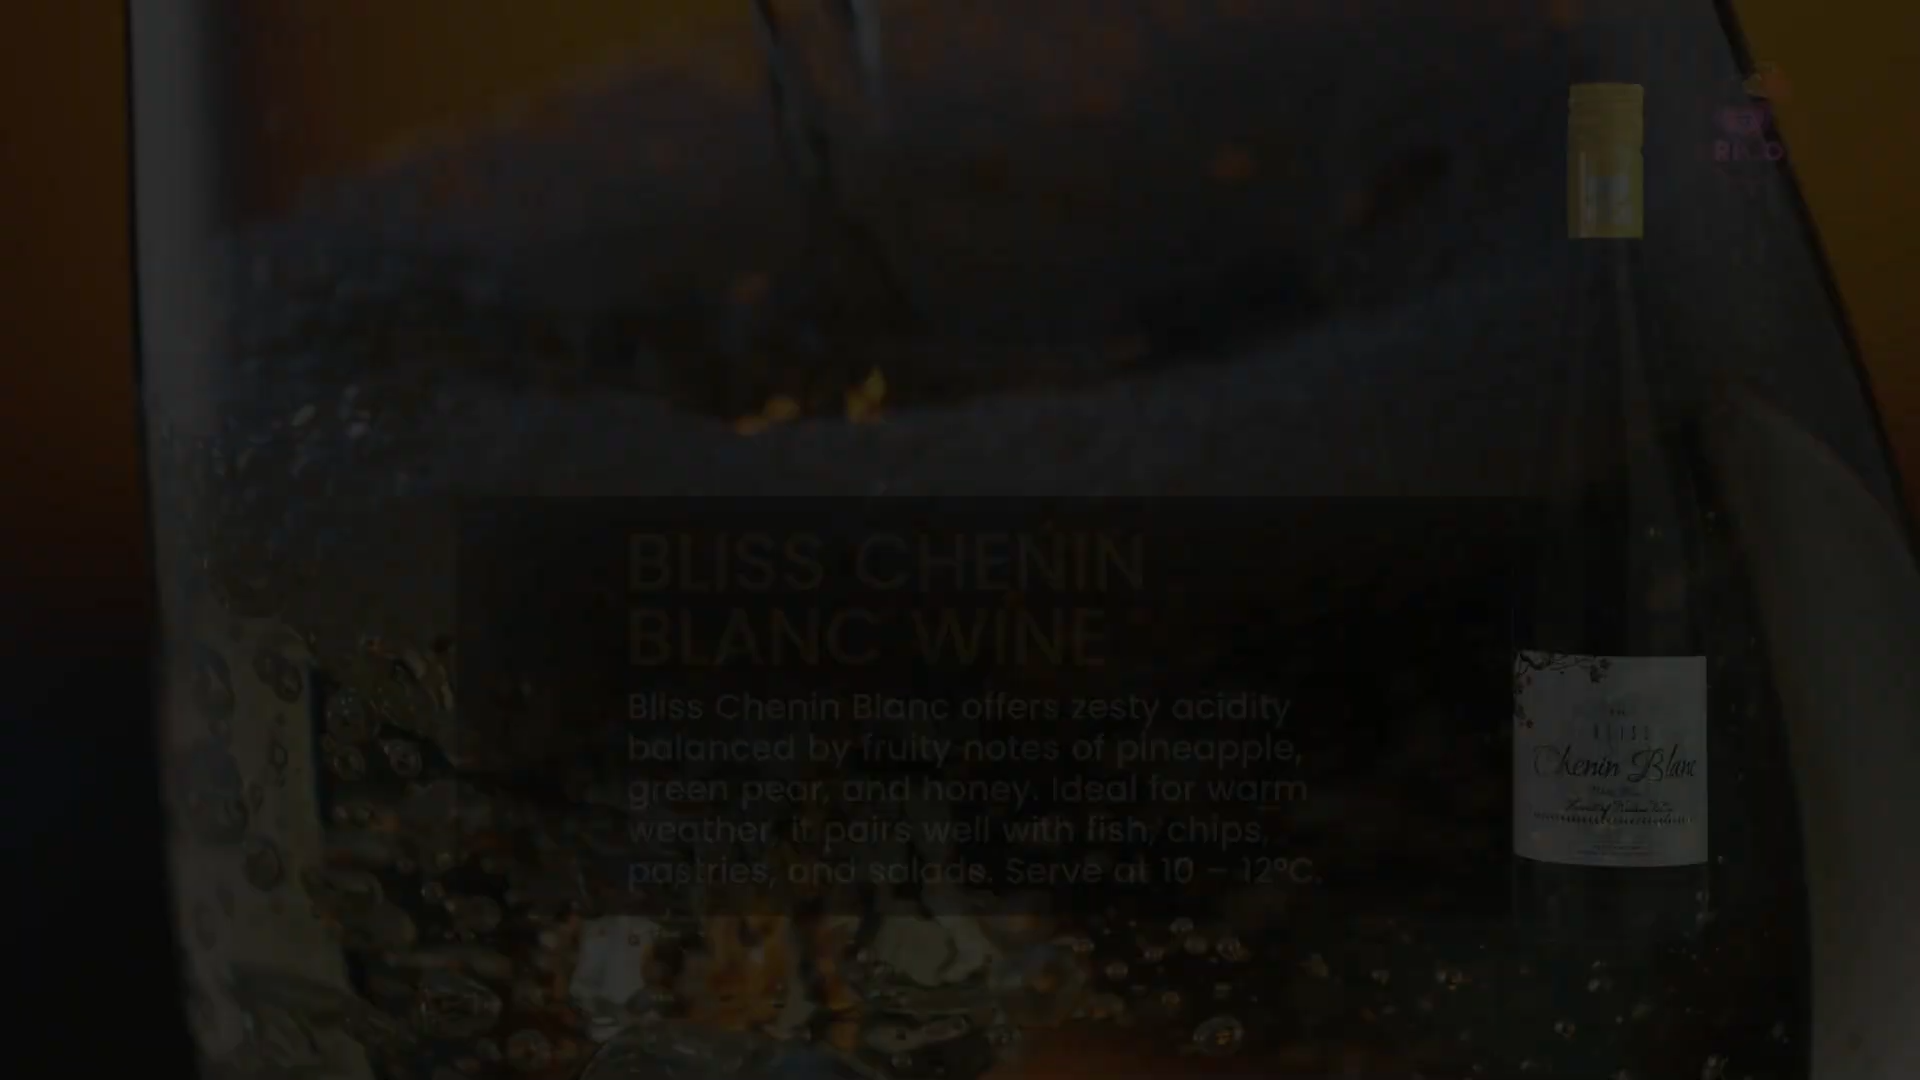 RICO
BLISS CHENIN
BLANC WINE
Bliss Chenin Blanc offers zesty acidity
balanced by fruity notes of pineapple,
green pear, and honey. Ideal for warm
weather, it pairs well with fish, chips,
pastries, and salads. Serve at 10 – 12°C.
BLISS
Chenin Blanc